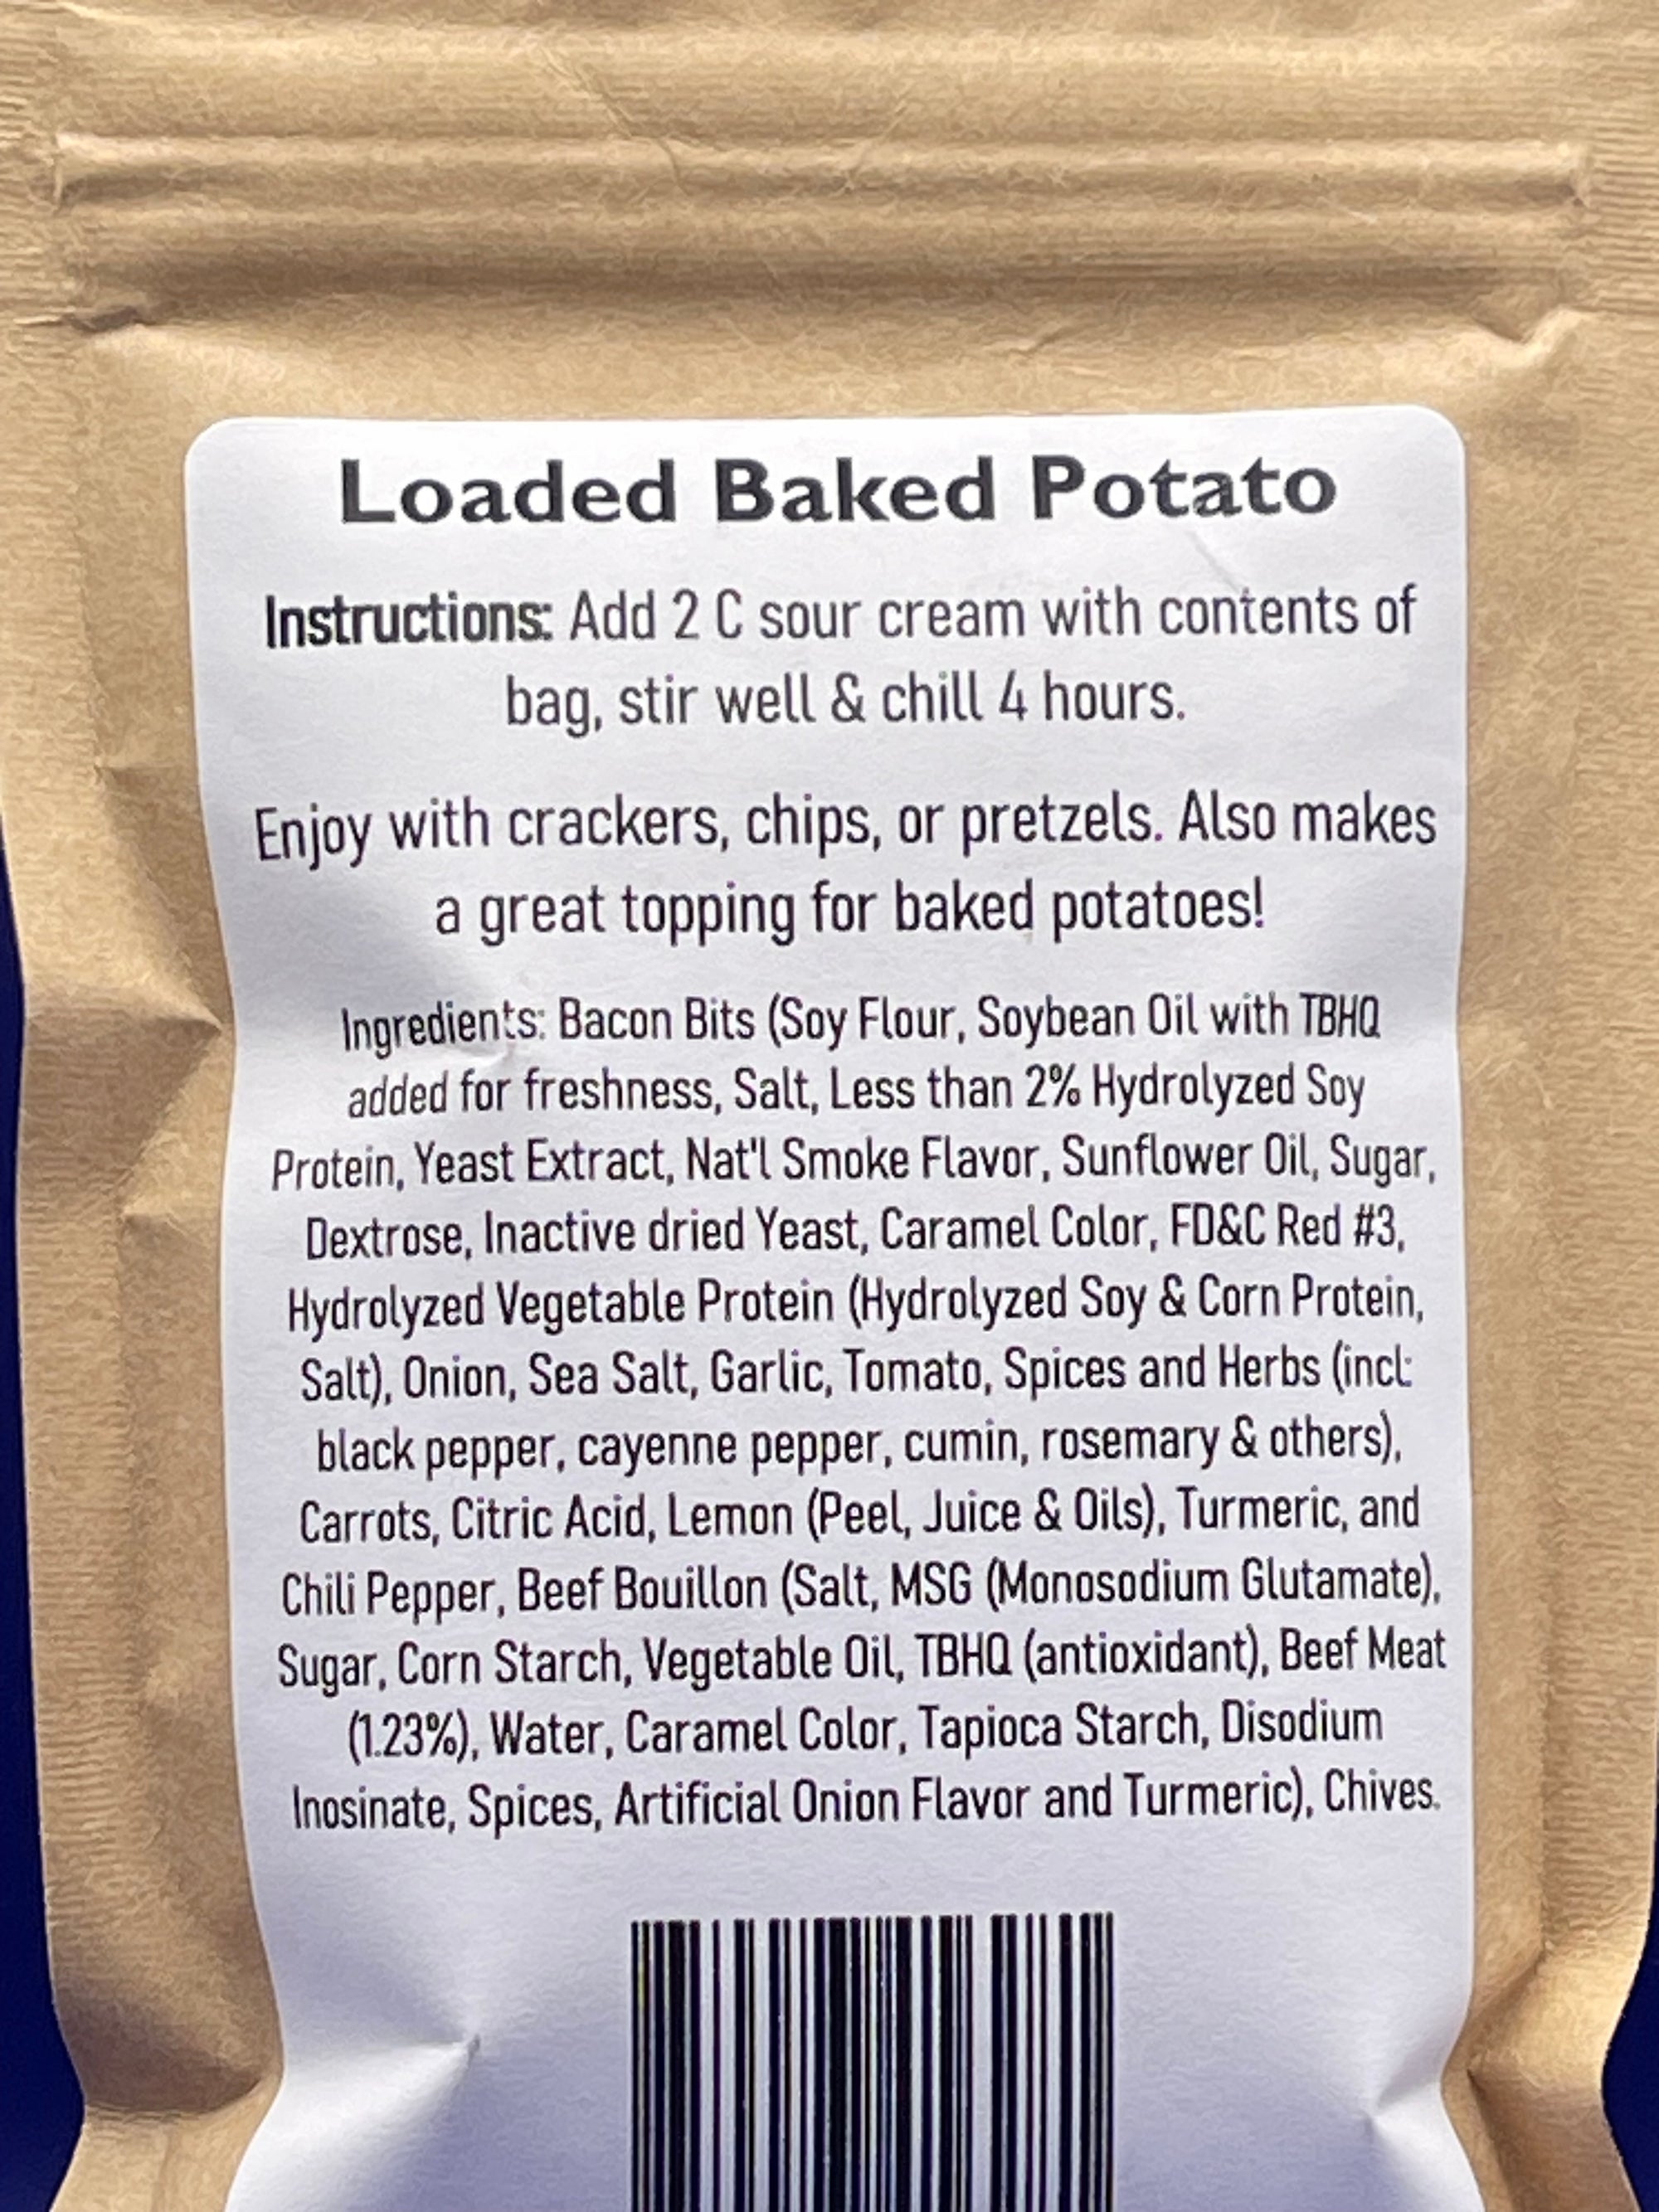 Loaded Baked Potato
Instructions: Add 2 C sour cream with contents of
bag, stir well & chill 4 hours.
Enjoy with crackers, chips, or pretzels. Also makes
a great topping for baked potatoes!
Ingredients: Bacon Bits (Soy Flour, Soybean Oil with TBHQ
added for freshness, Salt, Less than 2% Hydrolyzed Soy
Protein, Yeast Extract, Nat'l Smoke Flavor, Sunflower Oil, Sugar,
Dextrose, Inactive dried Yeast, Caramel Color, FD&C Red #3,
Hydrolyzed Vegetable Protein (Hydrolyzed Soy & Corn Protein,
Salt), Onion, Sea Salt, Garlic, Tomato, Spices and Herbs (incl:
black pepper, cayenne pepper, cumin, rosemary & others),
Carrots, Citric Acid, Lemon (Peel, Juice & Oils), Turmeric, and
Chili Pepper, Beef Bouillon (Salt, MSG (Monosodium Glutamate),
Sugar, Corn Starch, Vegetable Oil, TBHQ (antioxidant), Beef Meat
(1.23%), Water, Caramel Color, Tapioca Starch, Disodium
Inosinate, Spices, Artificial Onion Flavor and Turmeric), Chives.